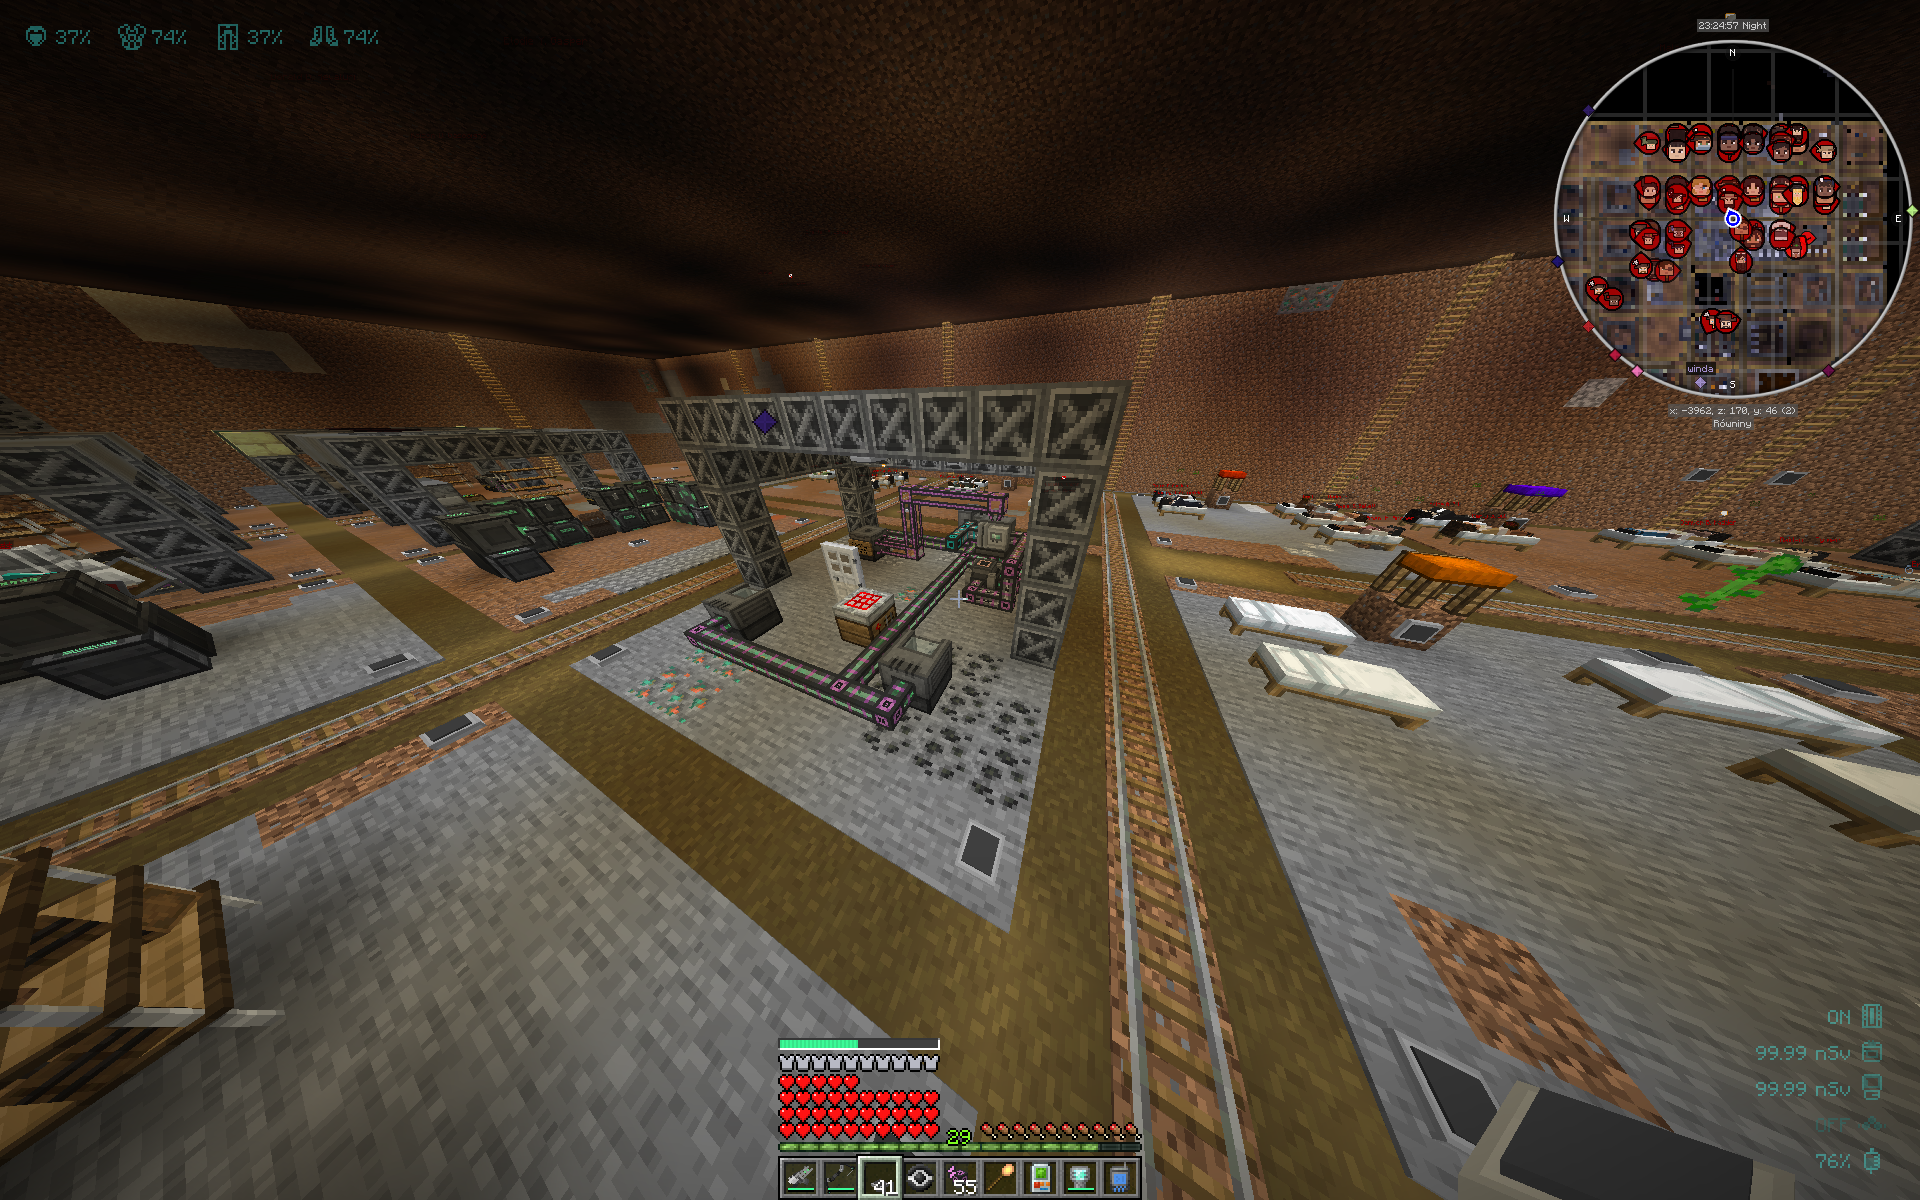 37% 74% 37% 74%
23:24:57 Night
N
W
E
winda
S
x: -3962, z: 170, y: 46 (2)
Równiny
ON
99.99 nSv
99.99 nSv
OFF
76%
29
41
55